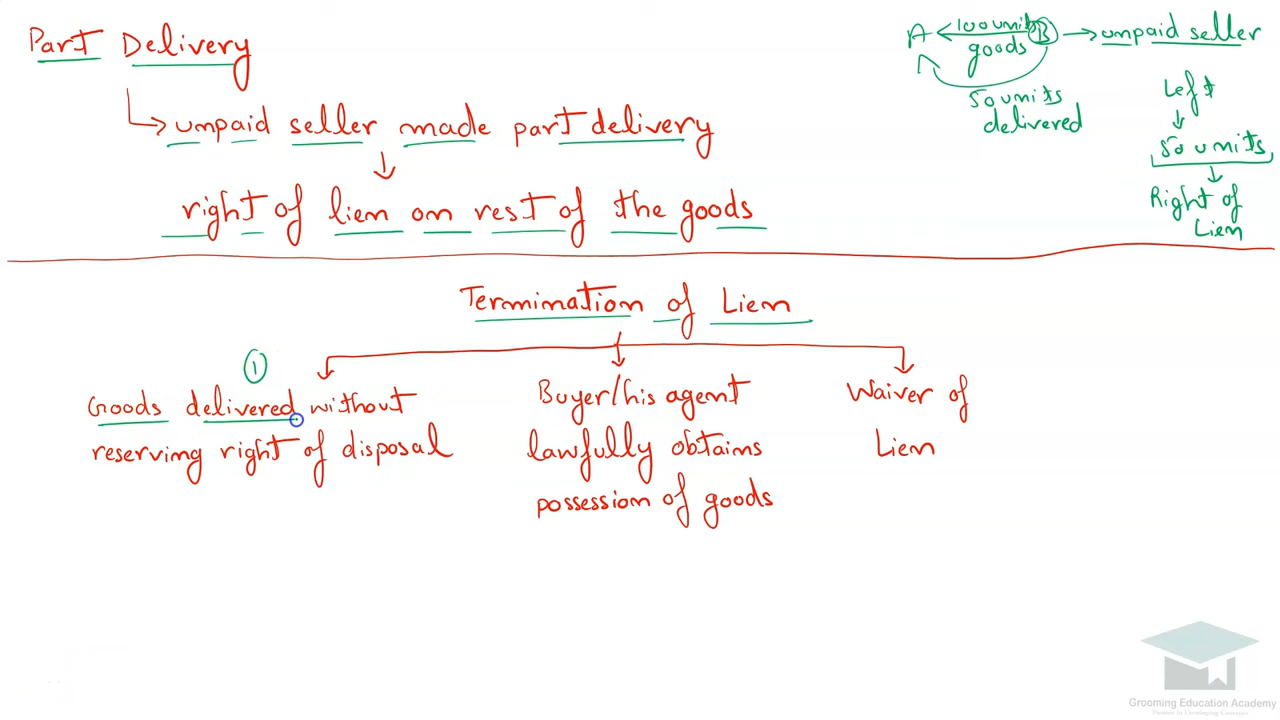 Part Delivery
unpaid seller made part delivery
right of lien on rest of the goods
A 100 units B → unpaid seller
goods
50 units
delivered
Left
50 units
Right of
Lien
Termination of Lien
1
Goods delivered without
reserving right of disposal
Buyer/his agent
lawfully obtains
possession of goods
Waiver of
Lien
Grooming Education Academy